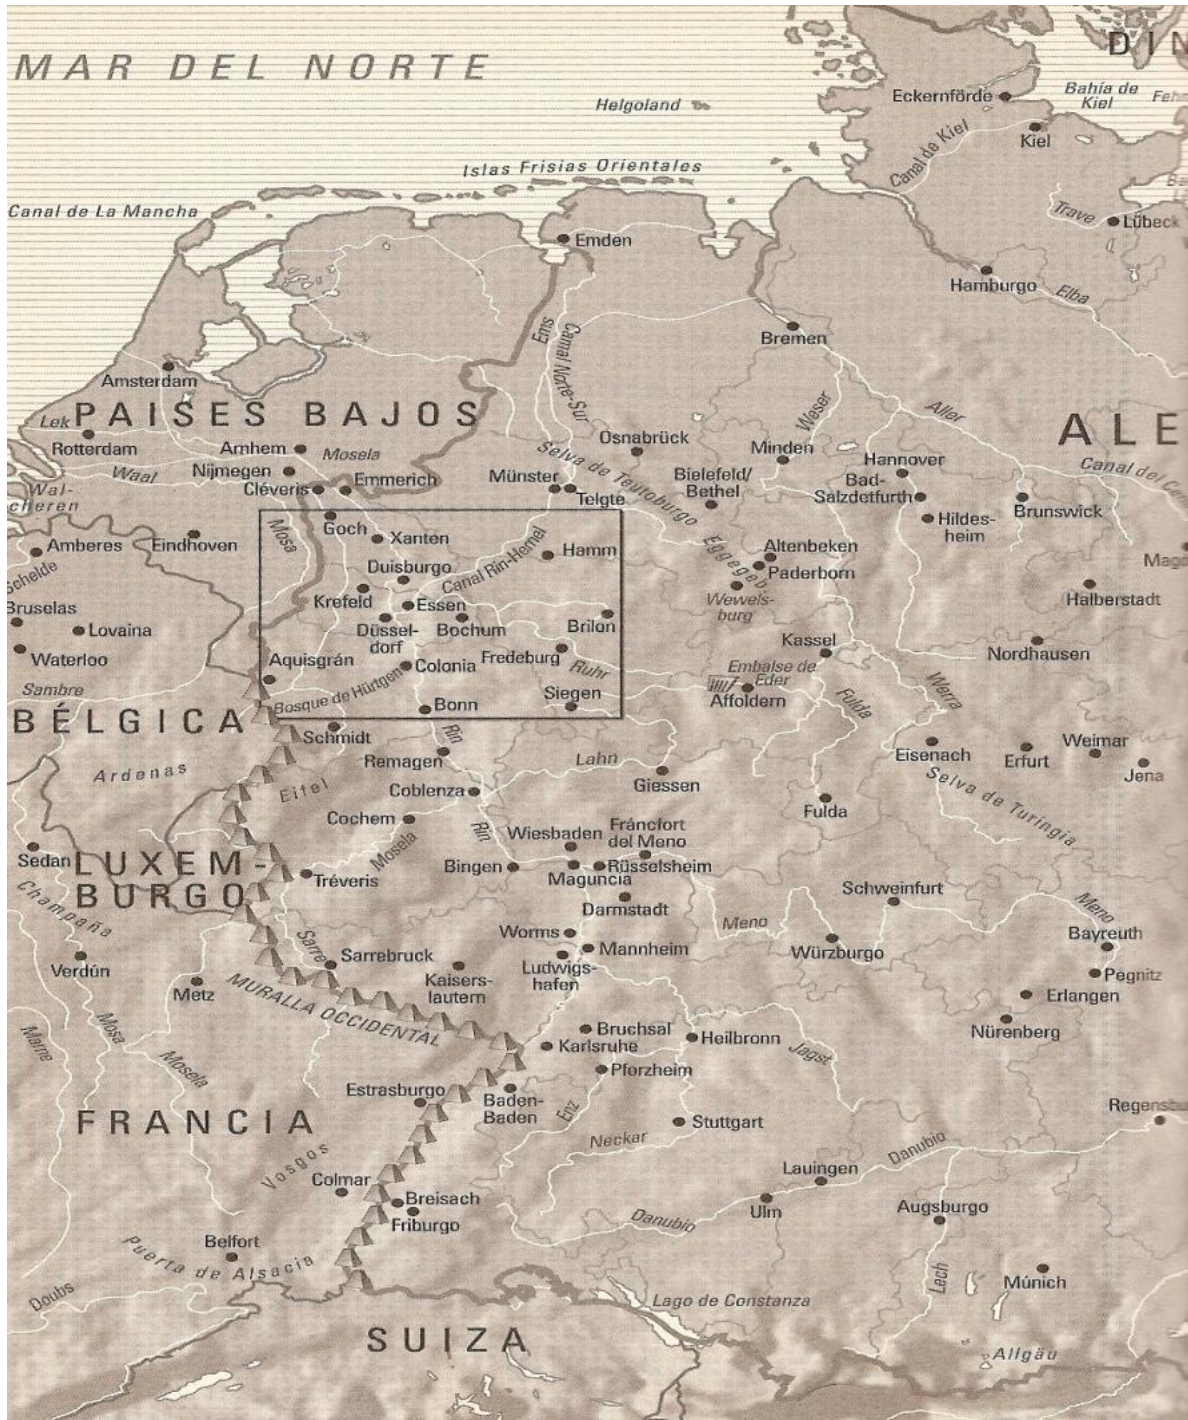 DIN
MAR DEL NORTE
Eckernförde
Bahía de
Kiel
Helgoland
Kiel
Canal de Kiel
Islas Frisias Orientales
Canal de La Mancha
Trave
Lübeck
Emden
Hamburgo
Elba
Ems
Canal Norte-Sur
Bremen
Amsterdam
PAISES BAJOS
Lek
Rotterdam
Weser
Aller
ALE
Arnhem
Mosela
Osnabrück
Minden
Hannover
Waal
Nijmegen
Cléveris
Emmerich
Selva de Teutoburgo
Münster
Telgte
Bielefeld/
Bethel
Bad-
Salzdetfurth
Canal del Cen
Wal-
cheren
Brunswick
Hildes-
heim
Goch
Mosa
Xanten
Amberes
Eindhoven
Canal Rin-Hernel
Hamm
Eggegeb.
Altenbeken
Paderborn
Magd
Schelde
Duisburgo
Krefeld
Essen
Wewels-
burg
Halberstadt
Bruselas
Lovaina
Düssel-
dorf
Bochum
Brilon
Waterloo
Kassel
Nordhausen
Aquisgrán
Colonia
Fredeburg
Ruhr
Embalse de
Eder
Affoldern
Sambre
Bosque de Hürtgen
Siegen
Werra
Fulda
BÉLGICA
Bonn
Schmidt
Rin
Remagen
Lahn
Eisenach
Erfurt
Weimar
Jena
Ardenas
Eifel
Giessen
Coblenza
Selva de Turingia
Fulda
Cochem
Mosela
Rin
Wiesbaden
Fráncfort
del Meno
Sedan
LUXEM-
BURGO
Tréveris
Bingen
Maguncia
Rüsselsheim
Darmstadt
Schweinfurt
Champaña
Meno
Meno
Bayreuth
Worms
Mannheim
Würzburgo
Verdún
Sarre
Sarrebruck
Kaisers-
lautern
Ludwigs-
hafen
Pegnitz
Metz
Erlangen
MURALLA OCCIDENTAL
Nürenberg
Marne
Mosa
Mosela
Bruchsal
Karlsruhe
Heilbronn
Jagst
Pforzheim
Estrasburgo
Baden-
Baden
Enz
FRANCIA
Stuttgart
Regensbu
Neckar
Danubio
Vosgos
Lauingen
Colmar
Breisach
Friburgo
Danubio
Ulm
Augsburgo
Belfort
Puerta de Alsacia
Lech
Múnich
Doubs
Lago de Constanza
SUIZA
Allgäu